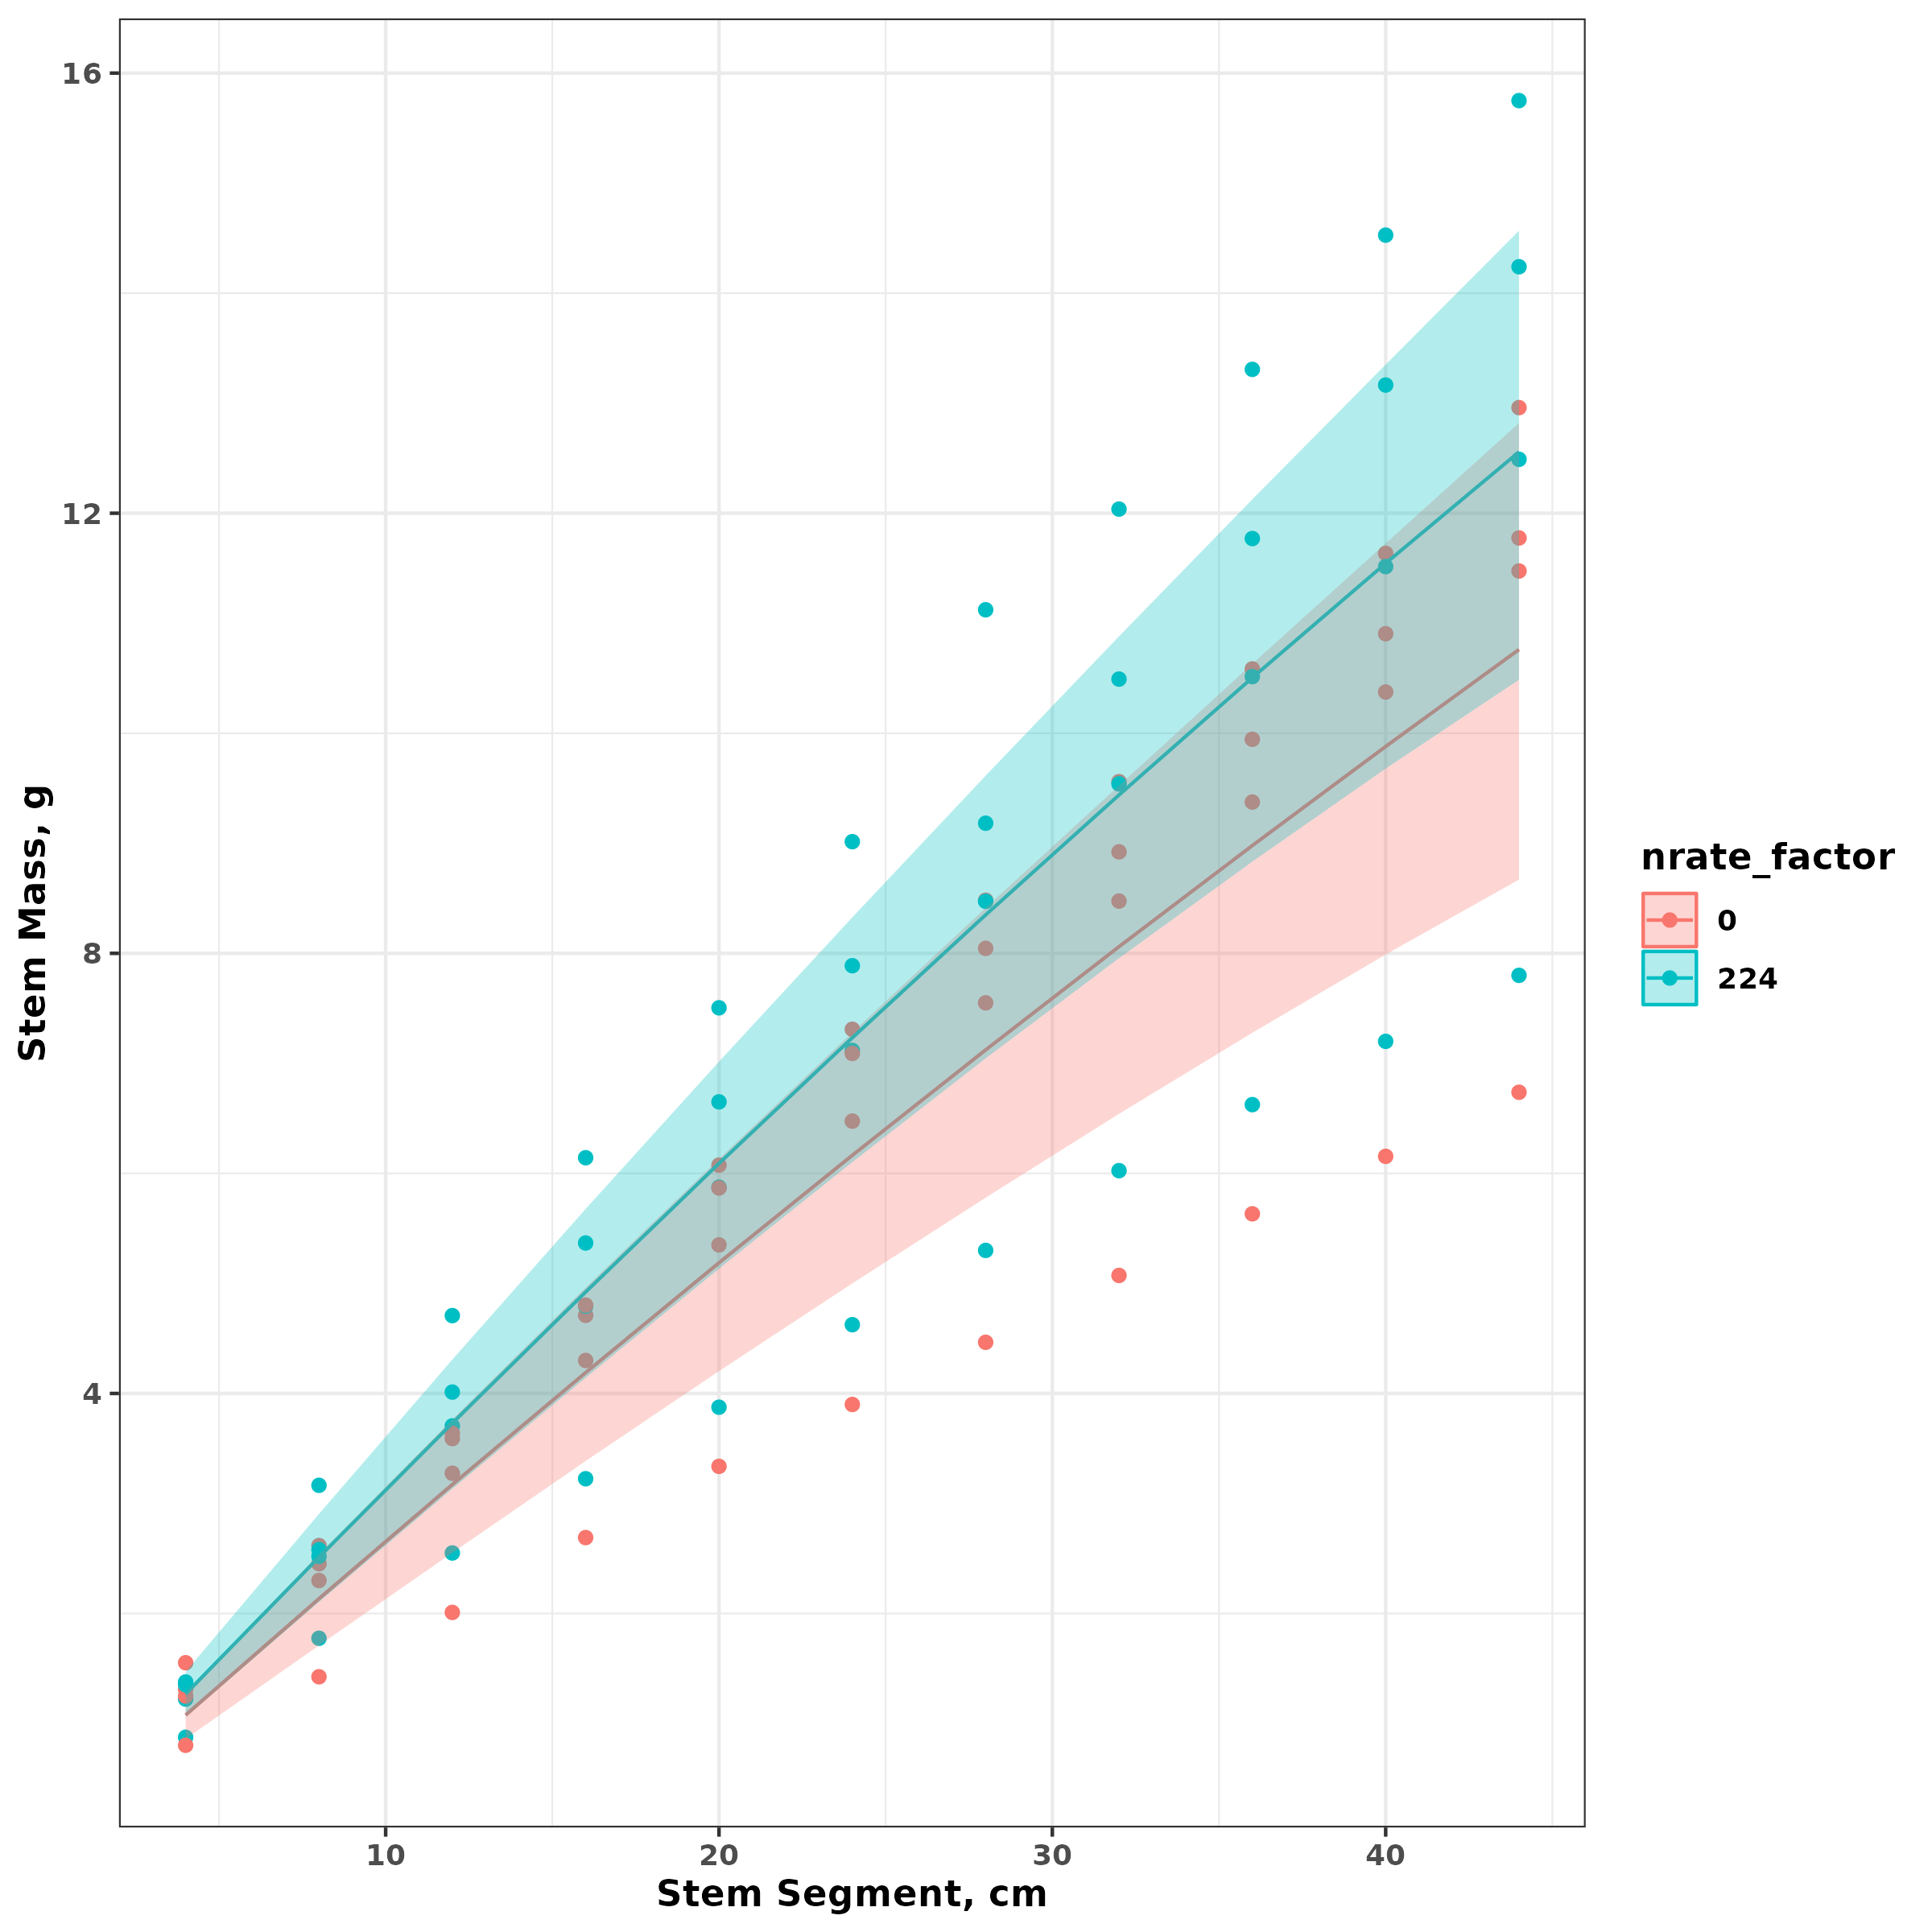 16
12
8
4
Stem Mass, g
10 20 30 40
Stem Segment, cm
nrate_factor
0
224